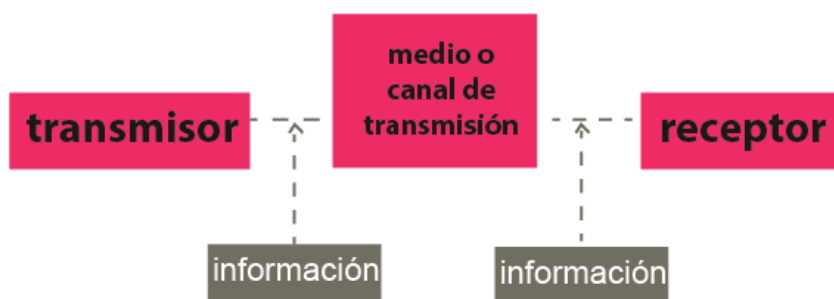 transmisor
medio o
canal de
transmisión
receptor
información
información